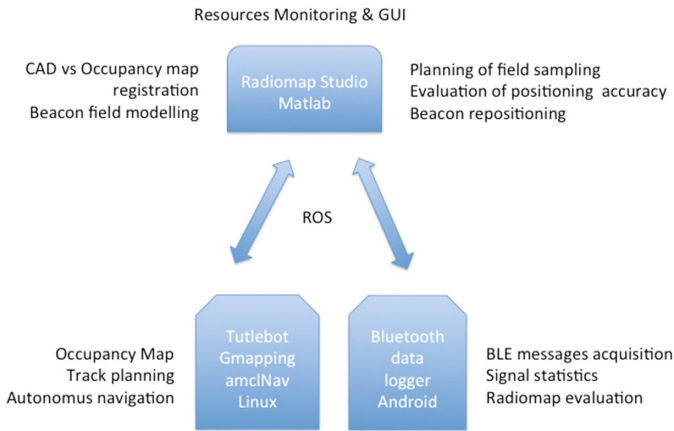 Resources Monitoring & GUI
CAD vs Occupancy map
registration
Beacon field modelling
Radiomap Studio
Matlab
Planning of field sampling
Evaluation of positioning accuracy
Beacon repositioning
ROS
Occupancy Map
Track planning
Autonomus navigation
Tutlebot
Gmapping
amclNav
Linux
Bluetooth
data
logger
Android
BLE messages acquisition
Signal statistics
Radiomap evaluation